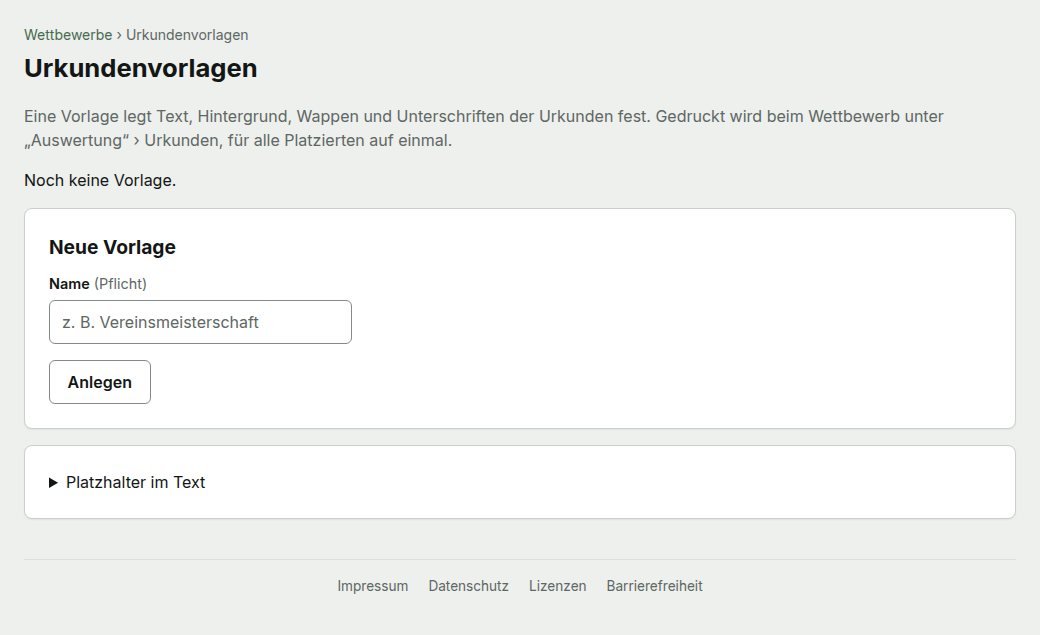 Wettbewerbe › Urkundenvorlagen
Urkundenvorlagen
Eine Vorlage legt Text, Hintergrund, Wappen und Unterschriften der Urkunden fest. Gedruckt wird beim Wettbewerb unter
„Auswertung“ › Urkunden, für alle Platzierten auf einmal.
Noch keine Vorlage.
Neue Vorlage
Name (Pflicht)
z. B. Vereinsmeisterschaft
Anlegen
Platzhalter im Text
Impressum Datenschutz Lizenzen Barrierefreiheit